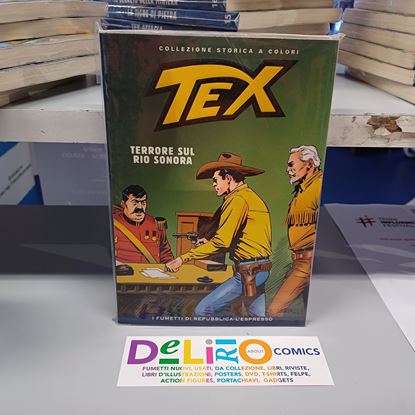 COLLEZIONE STORICA A COLORI
TEX
TERRORE SUL
RIO SONORA
I FUMETTI DI REPUBBLICA-L'ESPRESSO
DeLiRiO ABOUT COMICS
FUMETTI NUOVI, USATI, DA COLLEZIONE, LIBRI, RIVISTE,
LIBRI D'ILLUSTRAZIONI, POSTERS, DVD, T-SHIRTS, FELPE,
ACTION FIGURES, PORTACHIAVI, GADGETS